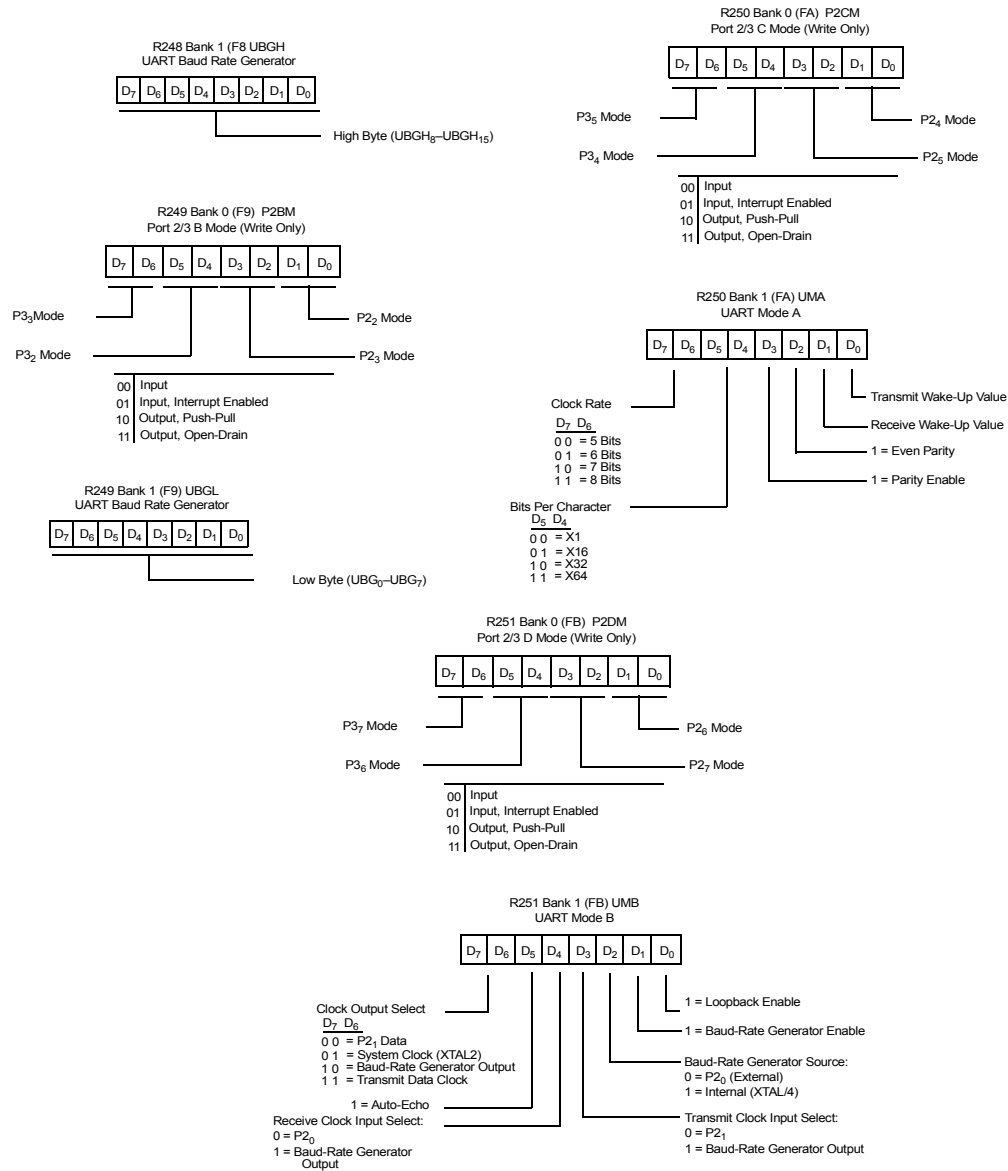 R248 Bank 1 (F8 UBGH
UART Baud Rate Generator
D7 D6 D5 D4 D3 D2 D1 D0
High Byte (UBGH8–UBGH15)
R249 Bank 0 (F9) P2BM
Port 2/3 B Mode (Write Only)
D7 D6 D5 D4 D3 D2 D1 D0
P33Mode
P22 Mode
P32 Mode
P23 Mode
00 Input
01 Input, Interrupt Enabled
10 Output, Push-Pull
11 Output, Open-Drain
R249 Bank 1 (F9) UBGL
UART Baud Rate Generator
D7 D6 D5 D4 D3 D2 D1 D0
Low Byte (UBG0–UBG7)
R250 Bank 0 (FA) P2CM
Port 2/3 C Mode (Write Only)
D7 D6 D5 D4 D3 D2 D1 D0
P35 Mode
P24 Mode
P34 Mode
P25 Mode
00 Input
01 Input, Interrupt Enabled
10 Output, Push-Pull
11 Output, Open-Drain
R250 Bank 1 (FA) UMA
UART Mode A
D7 D6 D5 D4 D3 D2 D1 D0
Transmit Wake-Up Value
Receive Wake-Up Value
1 = Even Parity
1 = Parity Enable
Clock Rate
D7 D6
0 0 = 5 Bits
0 1 = 6 Bits
1 0 = 7 Bits
1 1 = 8 Bits
Bits Per Character
D5 D4
0 0 = X1
0 1 = X16
1 0 = X32
1 1 = X64
R251 Bank 0 (FB) P2DM
Port 2/3 D Mode (Write Only)
D7 D6 D5 D4 D3 D2 D1 D0
P37 Mode
P26 Mode
P36 Mode
P27 Mode
00 Input
01 Input, Interrupt Enabled
10 Output, Push-Pull
11 Output, Open-Drain
R251 Bank 1 (FB) UMB
UART Mode B
D7 D6 D5 D4 D3 D2 D1 D0
Clock Output Select
D7 D6
0 0 = P21 Data
0 1 = System Clock (XTAL2)
1 0 = Baud-Rate Generator Output
1 1 = Transmit Data Clock
1 = Auto-Echo
Receive Clock Input Select:
0 = P20
1 = Baud-Rate Generator
Output
1 = Loopback Enable
1 = Baud-Rate Generator Enable
Baud-Rate Generator Source:
0 = P20 (External)
1 = Internal (XTAL/4)
Transmit Clock Input Select:
0 = P21
1 = Baud-Rate Generator Output